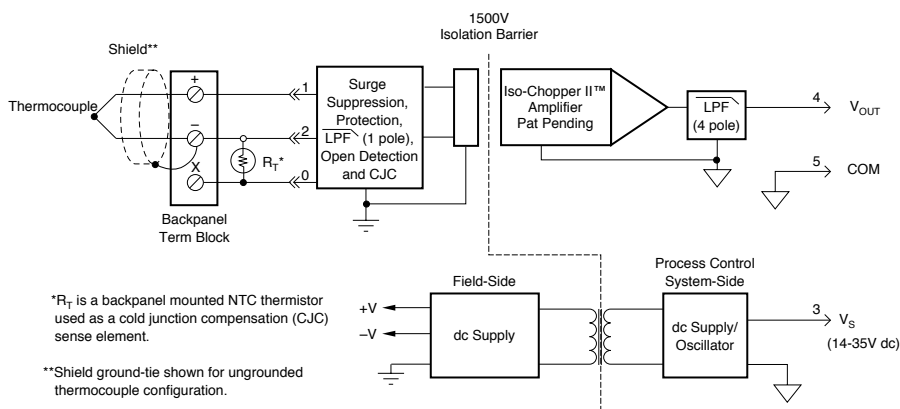 1500V
Isolation Barrier
Shield**
Thermocouple
+
−
X
1
2
0
R_T*
Backpanel
Term Block
Surge
Suppression,
Protection,
LPF (1 pole),
Open Detection
and CJC
Iso-Chopper II™
Amplifier
Pat Pending
LPF
(4 pole)
4
V_OUT
5
COM
Field-Side
+V
−V
dc Supply
Process Control
System-Side
dc Supply/
Oscillator
3
V_S
(14-35V dc)
*R_T is a backpanel mounted NTC thermistor
used as a cold junction compensation (CJC)
sense element.
**Shield ground-tie shown for ungrounded
thermocouple configuration.